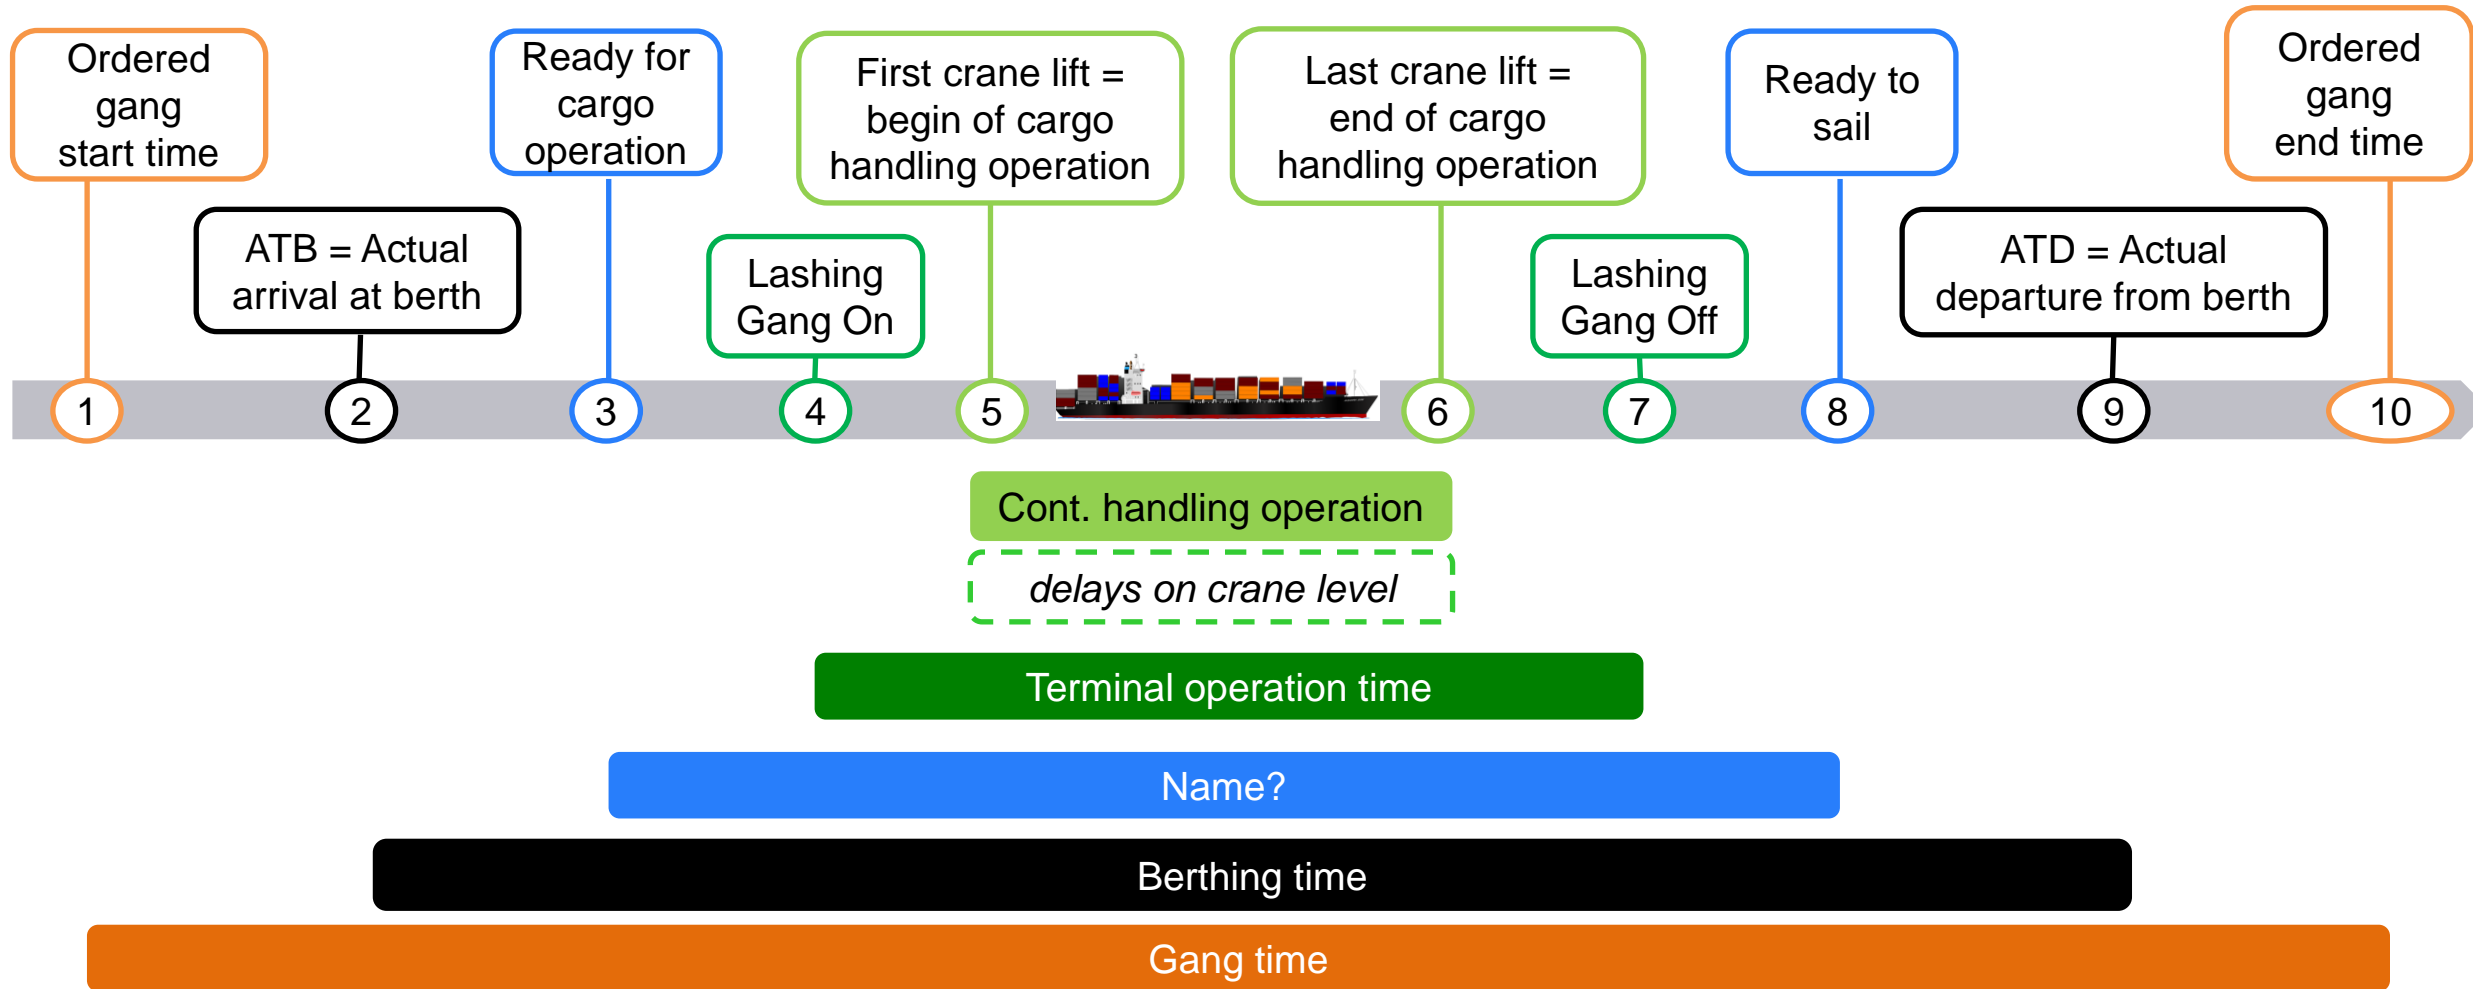 Ordered
gang
start time
Ready for
cargo
operation
First crane lift =
begin of cargo
handling operation
Last crane lift =
end of cargo
handling operation
Ready to
sail
Ordered
gang
end time
ATB = Actual
arrival at berth
Lashing
Gang On
Lashing
Gang Off
ATD = Actual
departure from berth
1
2
3
4
5
6
7
8
9
10
Cont. handling operation
delays on crane level
Terminal operation time
Name?
Berthing time
Gang time